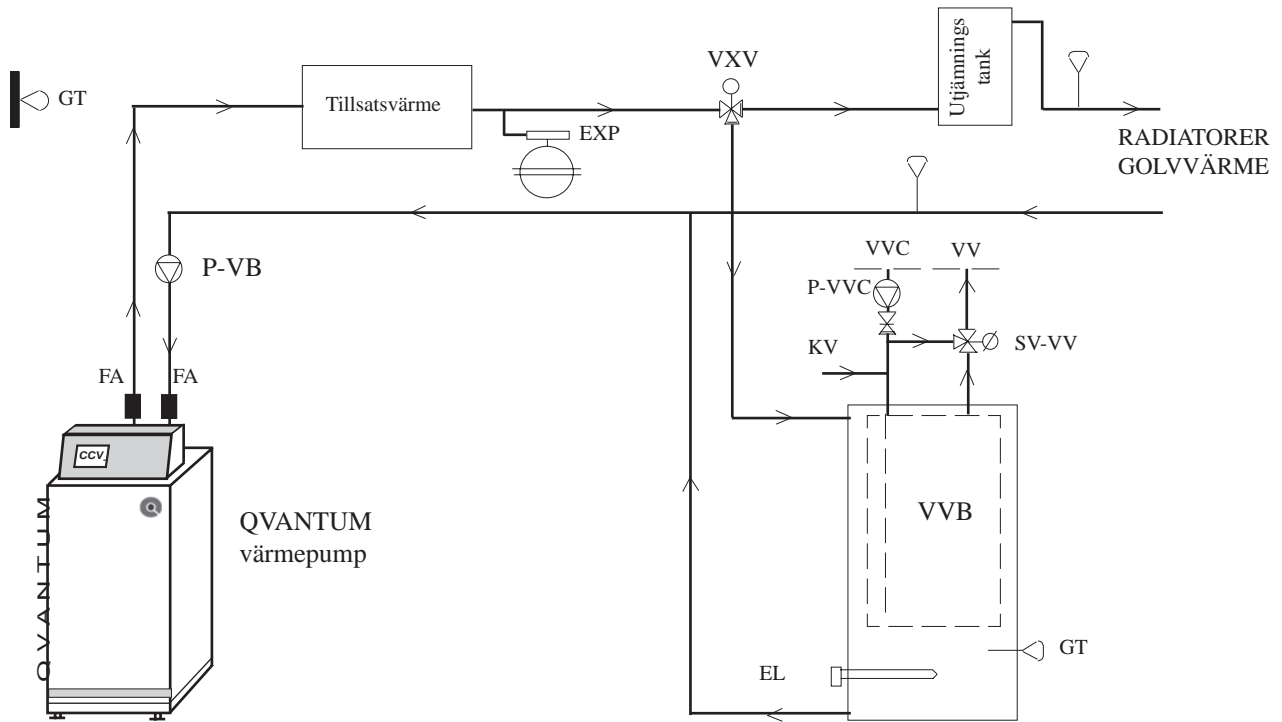 VXV
Utjämnings
tank
GT
Tillsatsvärme
EXP
RADIATORER
GOLVVÄRME
P-VB
VVC
VV
P-VVC
SV-VV
KV
FA
FA
CCV
QVANTUM
QVANTUM
värmepump
VVB
GT
EL